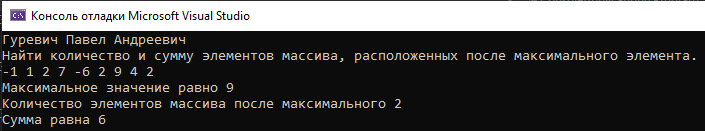 Консоль отладки Microsoft Visual Studio
Гуревич Павел Андреевич
Найти количество и сумму элементов массива, расположенных после максимального элемента.
-1 1 2 7 -6 2 9 4 2
Максимальное значение равно 9
Количество элементов массива после максимального 2
Сумма равна 6